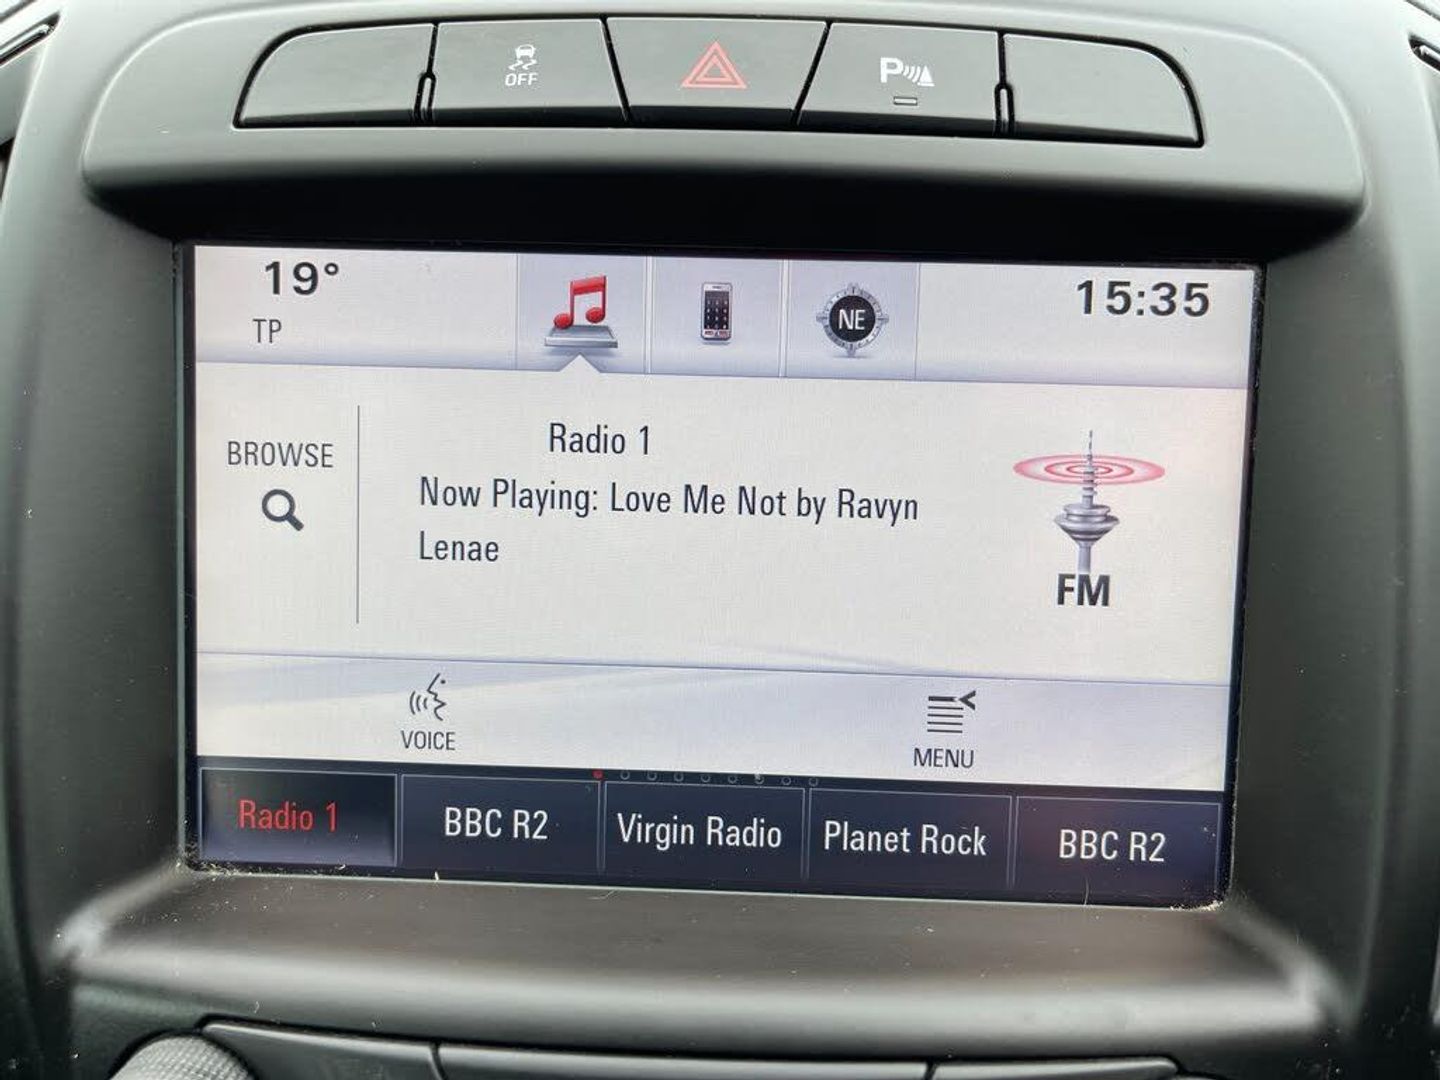 OFF
P
19°
TP
NE
15:35
BROWSE
Radio 1
Now Playing: Love Me Not by Ravyn
Lenae
FM
VOICE
MENU
Radio 1
BBC R2
Virgin Radio
Planet Rock
BBC R2